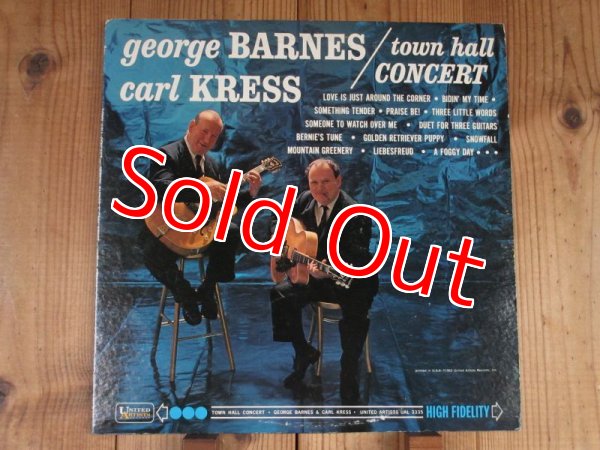 george BARNES / town hall
carl KRESS CONCERT
LOVE IS JUST AROUND THE CORNER • BIDIN' MY TIME •
SOMETHING TENDER • PRAISE BE! • THREE LITTLE WORDS
SOMEONE TO WATCH OVER ME • DUET FOR THREE GUITARS
BERNIE'S TUNE • GOLDEN RETRIEVER PUPPY • SNOWFALL
MOUNTAIN GREENERY • LIEBESFREUD • A FOGGY DAY • • •
Sold Out
UNITED ARTISTS
TOWN HALL CONCERT • GEORGE BARNES & CARL KRESS • UNITED ARTISTS UAL 3335 HIGH FIDELITY